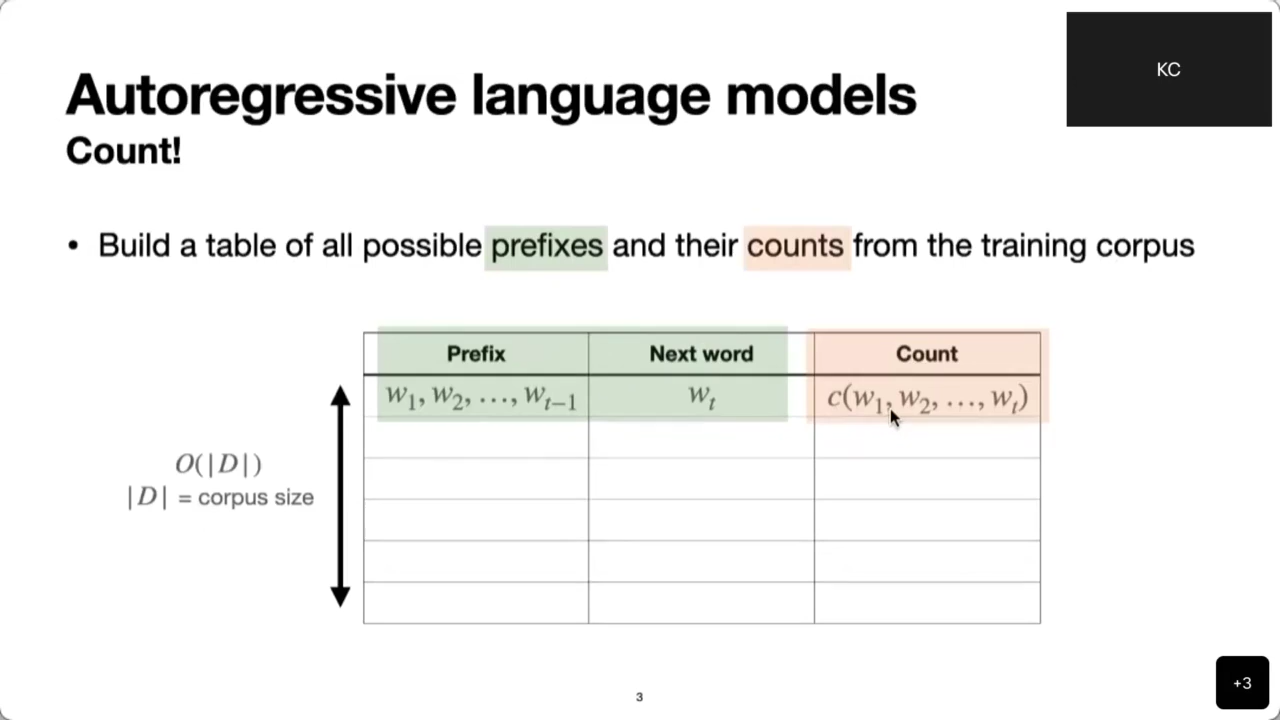 KC
Autoregressive language models
Count!
• Build a table of all possible prefixes and their counts from the training corpus
Prefix Next word Count
w₁, w₂, …, wₜ₋₁ wₜ c(w₁, w₂, …, wₜ)
O(|D|)
|D| = corpus size
3
+3